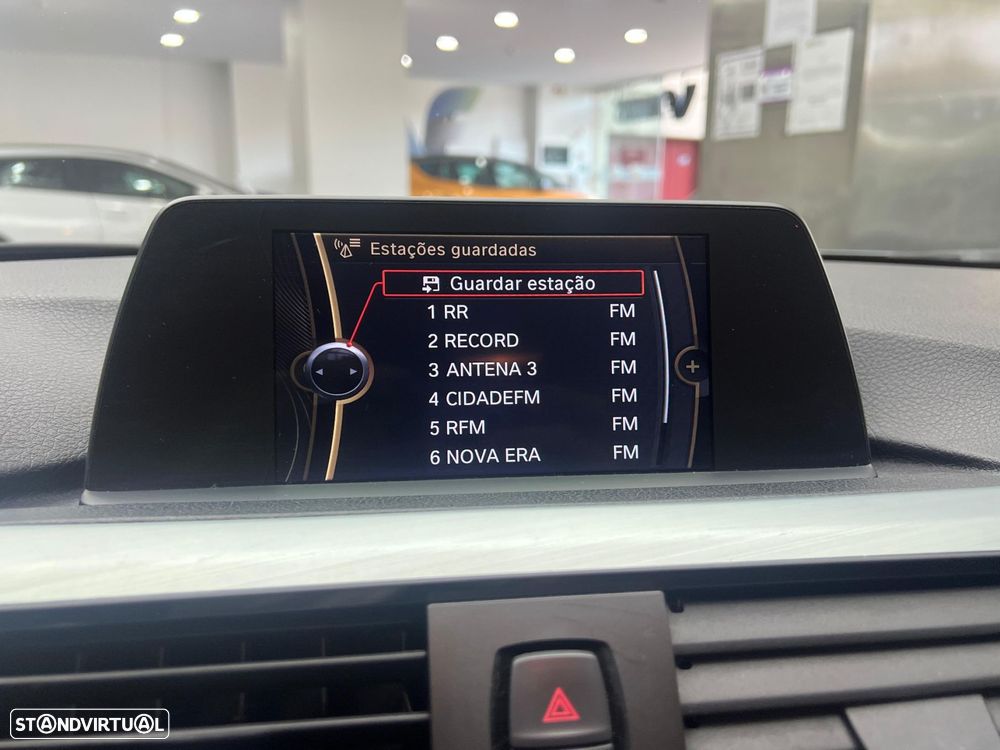 Estações guardadas
Guardar estação
1 RR FM
2 RECORD FM
3 ANTENA 3 FM
4 CIDADEFM FM
5 RFM FM
6 NOVA ERA FM
STANDVIRTUAL